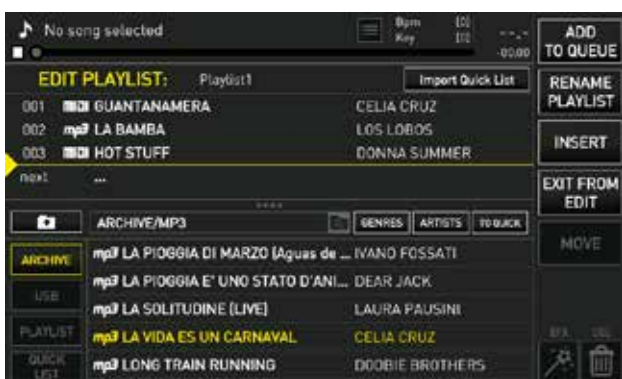 No song selected
Bpm [0]
Key [0]
--.-
-00:00
ADD TO QUEUE
EDIT PLAYLIST: Playlist1
Import Quick List
RENAME PLAYLIST
001 MIDI GUANTANAMERA CELIA CRUZ
002 mp3 LA BAMBA LOS LOBOS
003 MIDI HOT STUFF DONNA SUMMER
INSERT
next ...
EXIT FROM EDIT
ARCHIVE/MP3
GENRES
ARTISTS
TO QUICK
MOVE
ARCHIVE
mp3 LA PIOGGIA DI MARZO (Aguas de ... IVANO FOSSATI
USB
mp3 LA PIOGGIA E' UNO STATO D'ANI... DEAR JACK
mp3 LA SOLITUDINE (LIVE) LAURA PAUSINI
PLAYLIST
mp3 LA VIDA ES UN CARNAVAL CELIA CRUZ
QUICK LIST
mp3 LONG TRAIN RUNNING DOOBIE BROTHERS
DEL